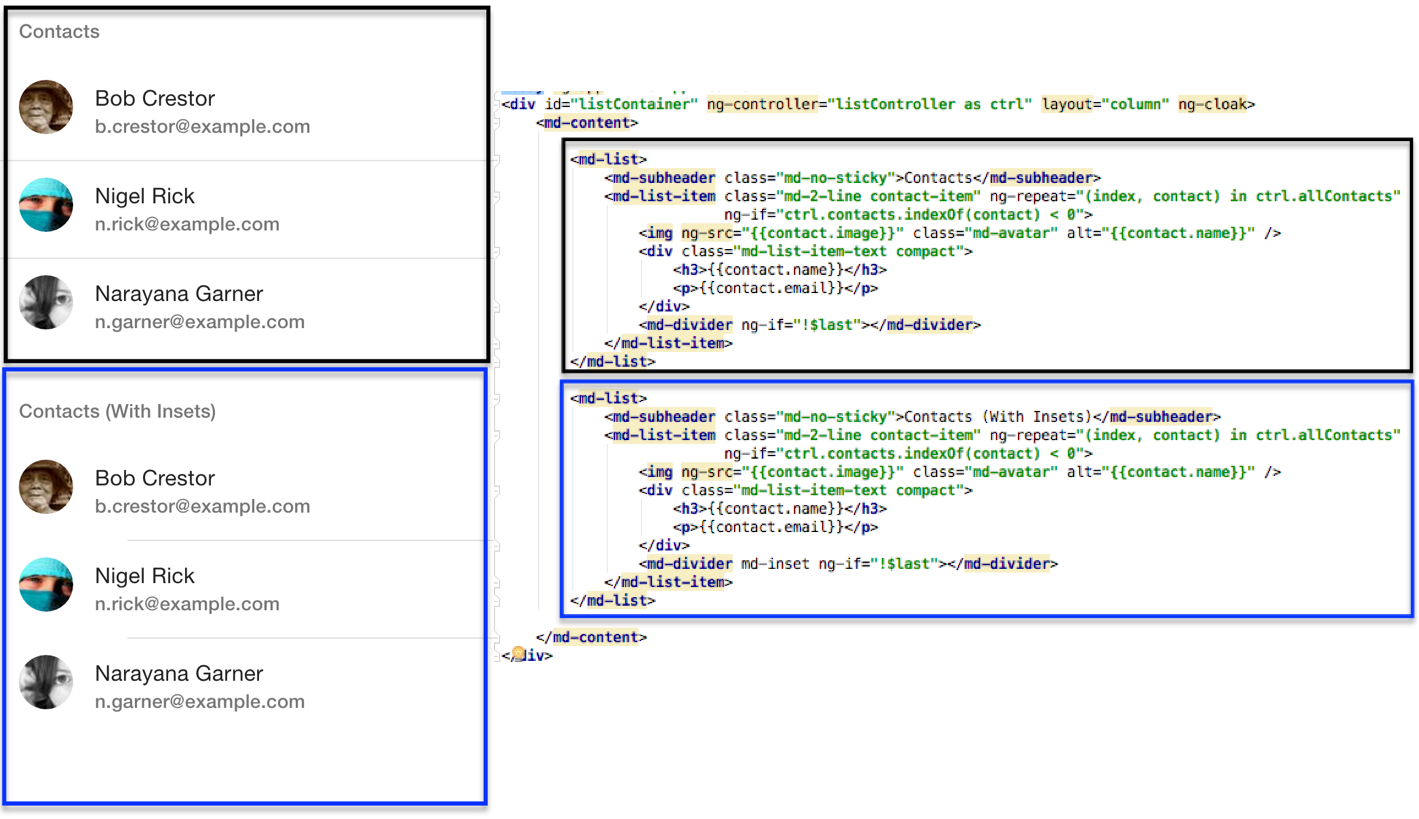 Contacts
Bob Crestor
b.crestor@example.com
Nigel Rick
n.rick@example.com
Narayana Garner
n.garner@example.com
Contacts (With Insets)
Bob Crestor
b.crestor@example.com
Nigel Rick
n.rick@example.com
Narayana Garner
n.garner@example.com
<div id="listContainer" ng-controller="listController as ctrl" layout="column" ng-cloak>
<md-content>
<md-list>
<md-subheader class="md-no-sticky">Contacts</md-subheader>
<md-list-item class="md-2-line contact-item" ng-repeat="(index, contact) in ctrl.allContacts"
ng-if="ctrl.contacts.indexOf(contact) < 0">
<img ng-src="{{contact.image}}" class="md-avatar" alt="{{contact.name}}" />
<div class="md-list-item-text compact">
<h3>{{contact.name}}</h3>
<p>{{contact.email}}</p>
</div>
<md-divider ng-if="!$last"></md-divider>
</md-list-item>
</md-list>
<md-list>
<md-subheader class="md-no-sticky">Contacts (With Insets)</md-subheader>
<md-list-item class="md-2-line contact-item" ng-repeat="(index, contact) in ctrl.allContacts"
ng-if="ctrl.contacts.indexOf(contact) < 0">
<img ng-src="{{contact.image}}" class="md-avatar" alt="{{contact.name}}" />
<div class="md-list-item-text compact">
<h3>{{contact.name}}</h3>
<p>{{contact.email}}</p>
</div>
<md-divider md-inset ng-if="!$last"></md-divider>
</md-list-item>
</md-list>
</md-content>
</div>